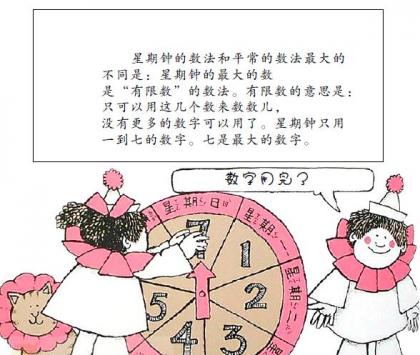 星期钟的数法和平常的数法最大的
不同是：星期钟的最大的数
是“有限数”的数法。有限数的意思是：
只可以用这几个数来数数儿，
没有更多的数字可以用了。星期钟只用
一到七的数字。七是最大的数字。
数字用完了
星期日
星期一
星期二
7
1
2
3
4
5